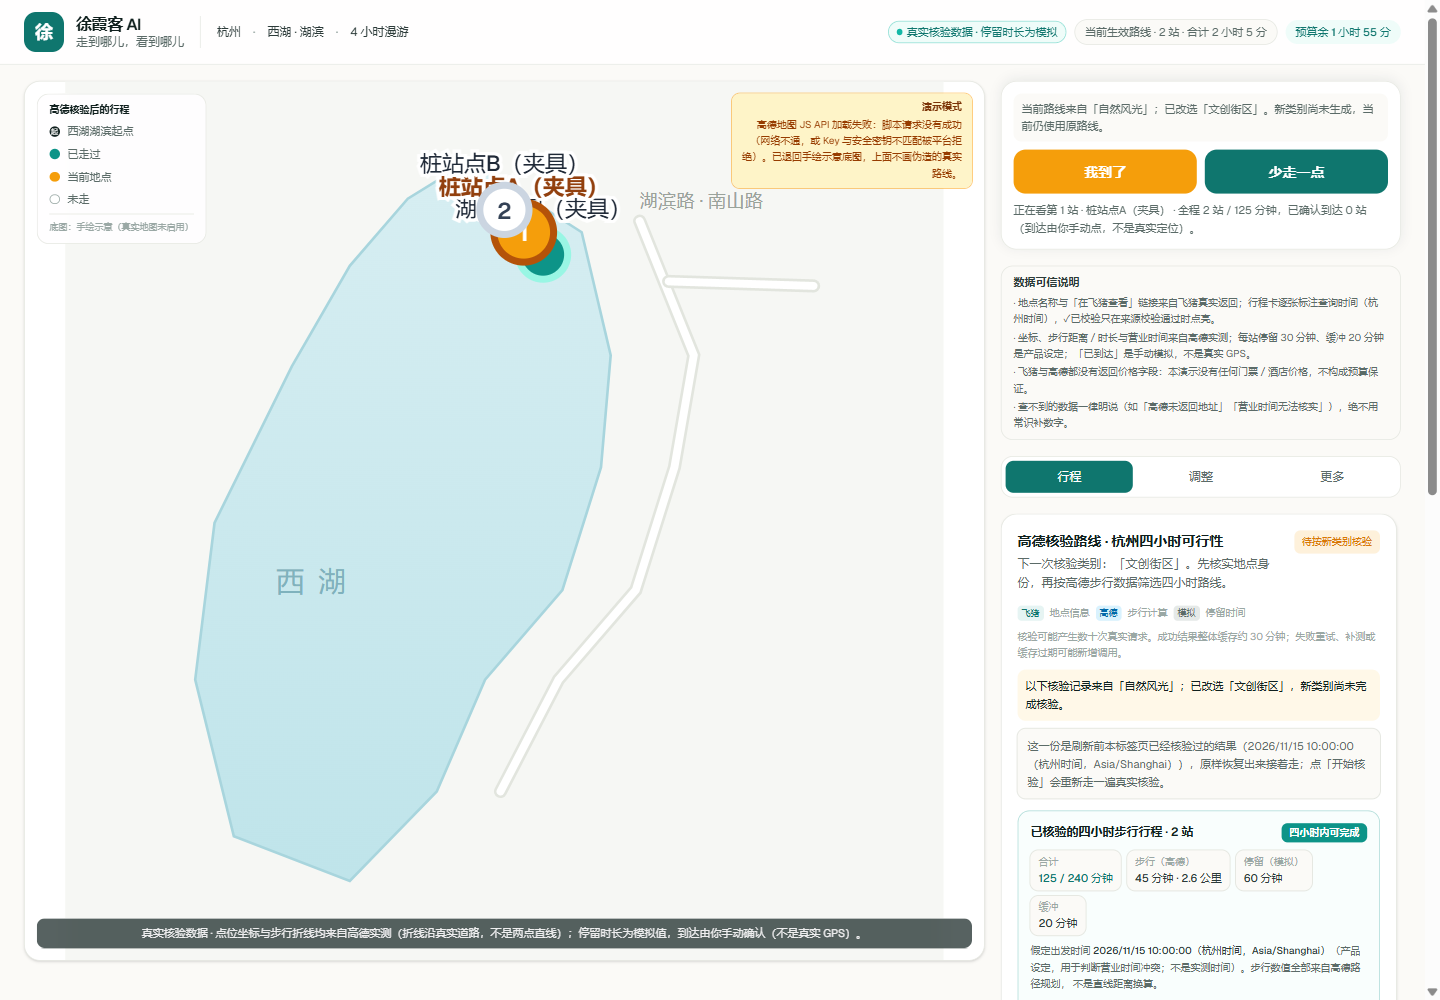 徐
徐霞客 AI
走到哪儿，看到哪儿
杭州 · 西湖 · 湖滨 · 4 小时漫游
真实核验数据 · 停留时长为模拟
当前生效路线 · 2 站 · 合计 2 小时 5 分
预算余 1 小时 55 分
高德核验后的行程
起 西湖湖滨起点
已走过
当前地点
未走
底图：手绘示意（真实地图未启用）
演示模式
高德地图 JS API 加载失败：脚本请求没有成功
（网络不通，或 Key 与安全密钥不匹配被平台拒
绝）。已退回手绘示意底图，上面不画伪造的真实
路线。
桩站点B（夹具）
桩站点A（夹具）
湖
（夹具）
2
1
湖滨路 · 南山路
西 湖
真实核验数据 · 点位坐标与步行折线均来自高德实测（折线沿真实道路，不是两点直线）；停留时长为模拟值，到达由你手动确认（不是真实 GPS）。
当前路线来自「自然风光」；已改选「文创街区」。新类别尚未生成，当
前仍使用原路线。
我到了
少走一点
正在看第 1 站 · 桩站点A（夹具） · 全程 2 站 / 125 分钟，已确认到达 0 站
（到达由你手动点，不是真实定位）。
数据可信说明
· 地点名称与「在飞猪查看」链接来自飞猪真实返回；行程卡逐张标注查询时间（杭
州时间），✓已校验只在来源校验通过时点亮。
· 坐标、步行距离 / 时长与营业时间来自高德实测；每站停留 30 分钟、缓冲 20 分钟
是产品设定；「已到达」是手动模拟，不是真实 GPS。
· 飞猪与高德都没有返回价格字段：本演示没有任何门票 / 酒店价格，不构成预算保
证。
· 查不到的数据一律明说（如「高德未返回地址」「营业时间无法核实」），绝不用
常识补数字。
行程
调整
更多
高德核验路线 · 杭州四小时可行性
待按新类别核验
下一次核验类别：「文创街区」。先核实地点身
份，再按高德步行数据筛选四小时路线。
飞猪 地点信息 高德 步行计算 模拟 停留时间
核验可能产生数十次真实请求。成功结果整体缓存约 30 分钟；失败重试、补测或
缓存过期可能新增调用。
以下核验记录来自「自然风光」；已改选「文创街区」，新类别尚未完
成核验。
这一份是刷新前本标签页已经核验过的结果（2026/11/15 10:00:00
（杭州时间，Asia/Shanghai）），原样恢复出来接着走；点「开始核
验」会重新走一遍真实核验。
已核验的四小时步行行程 · 2 站
四小时内可完成
合计
125 / 240 分钟
步行（高德）
45 分钟 · 2.6 公里
停留（模拟）
60 分钟
缓冲
20 分钟
假定出发时间 2026/11/15 10:00:00（杭州时间，Asia/Shanghai）（产品
设定，用于判断营业时间冲突；不是实测时间）。步行数值全部来自高德路
径规划，不是直线距离换算。